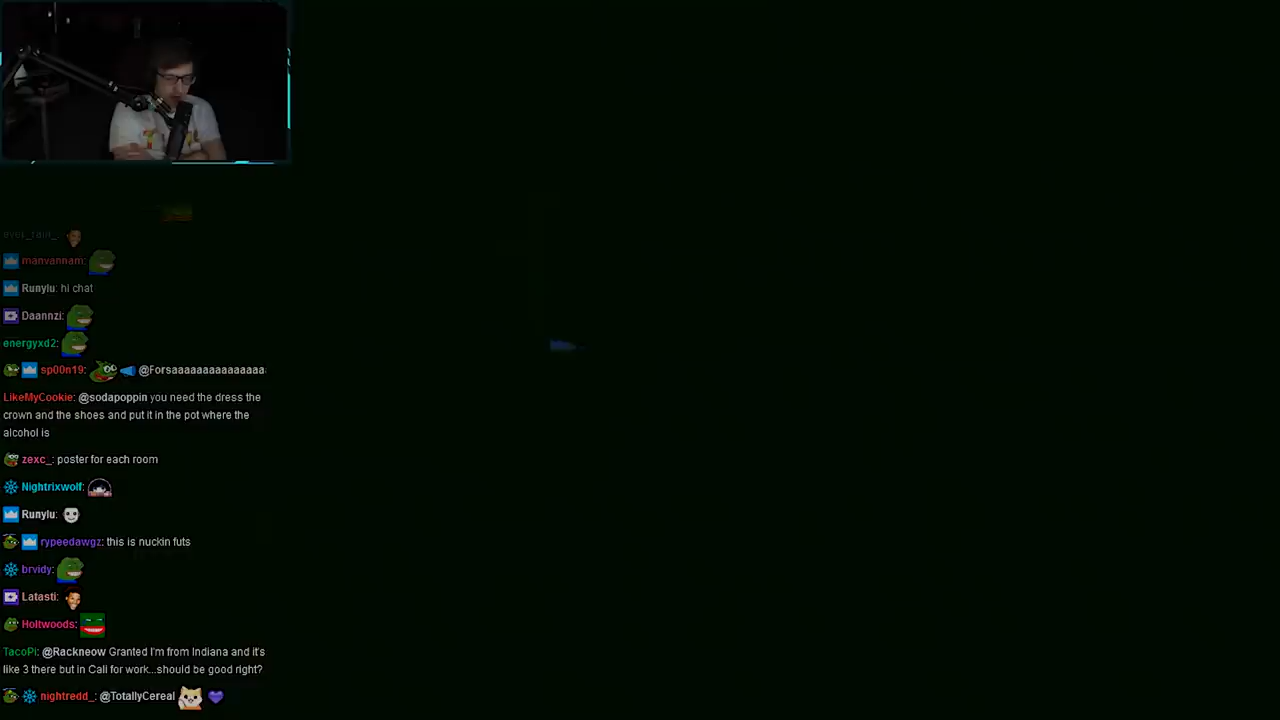 ever_rain_:
manvannam:
Runylu: hi chat
Daannzi:
energyxd2:
sp00n19: @Forsaaaaaaaaaaaaaaa
LikeMyCookie: @sodapoppin you need the dress the
crown and the shoes and put it in the pot where the
alcohol is
zexc_: poster for each room
Nightrixwolf:
Runylu:
rypeedawgz: this is nuckin futs
brvidy:
Latasti:
Holtwoods:
TacoPi: @Rackneow Granted I'm from Indiana and it's
like 3 there but in Cali for work...should be good right?
nightredd_: @TotallyCereal